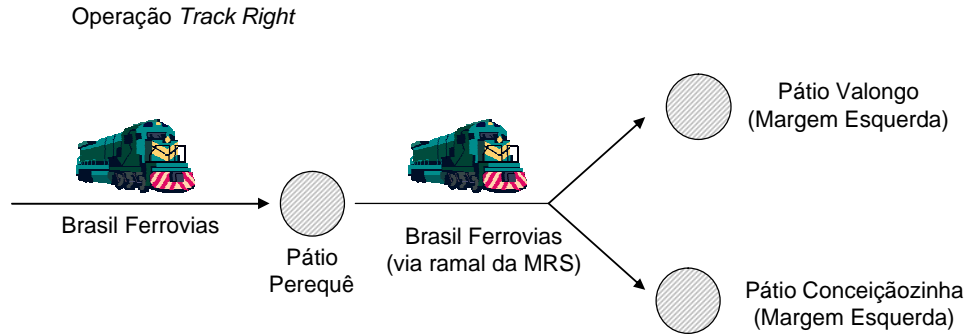 Operação Track Right
Pátio Valongo
(Margem Esquerda)
Brasil Ferrovias
Pátio
Perequê
Brasil Ferrovias
(via ramal da MRS)
Pátio Conceiçãozinha
(Margem Esquerda)